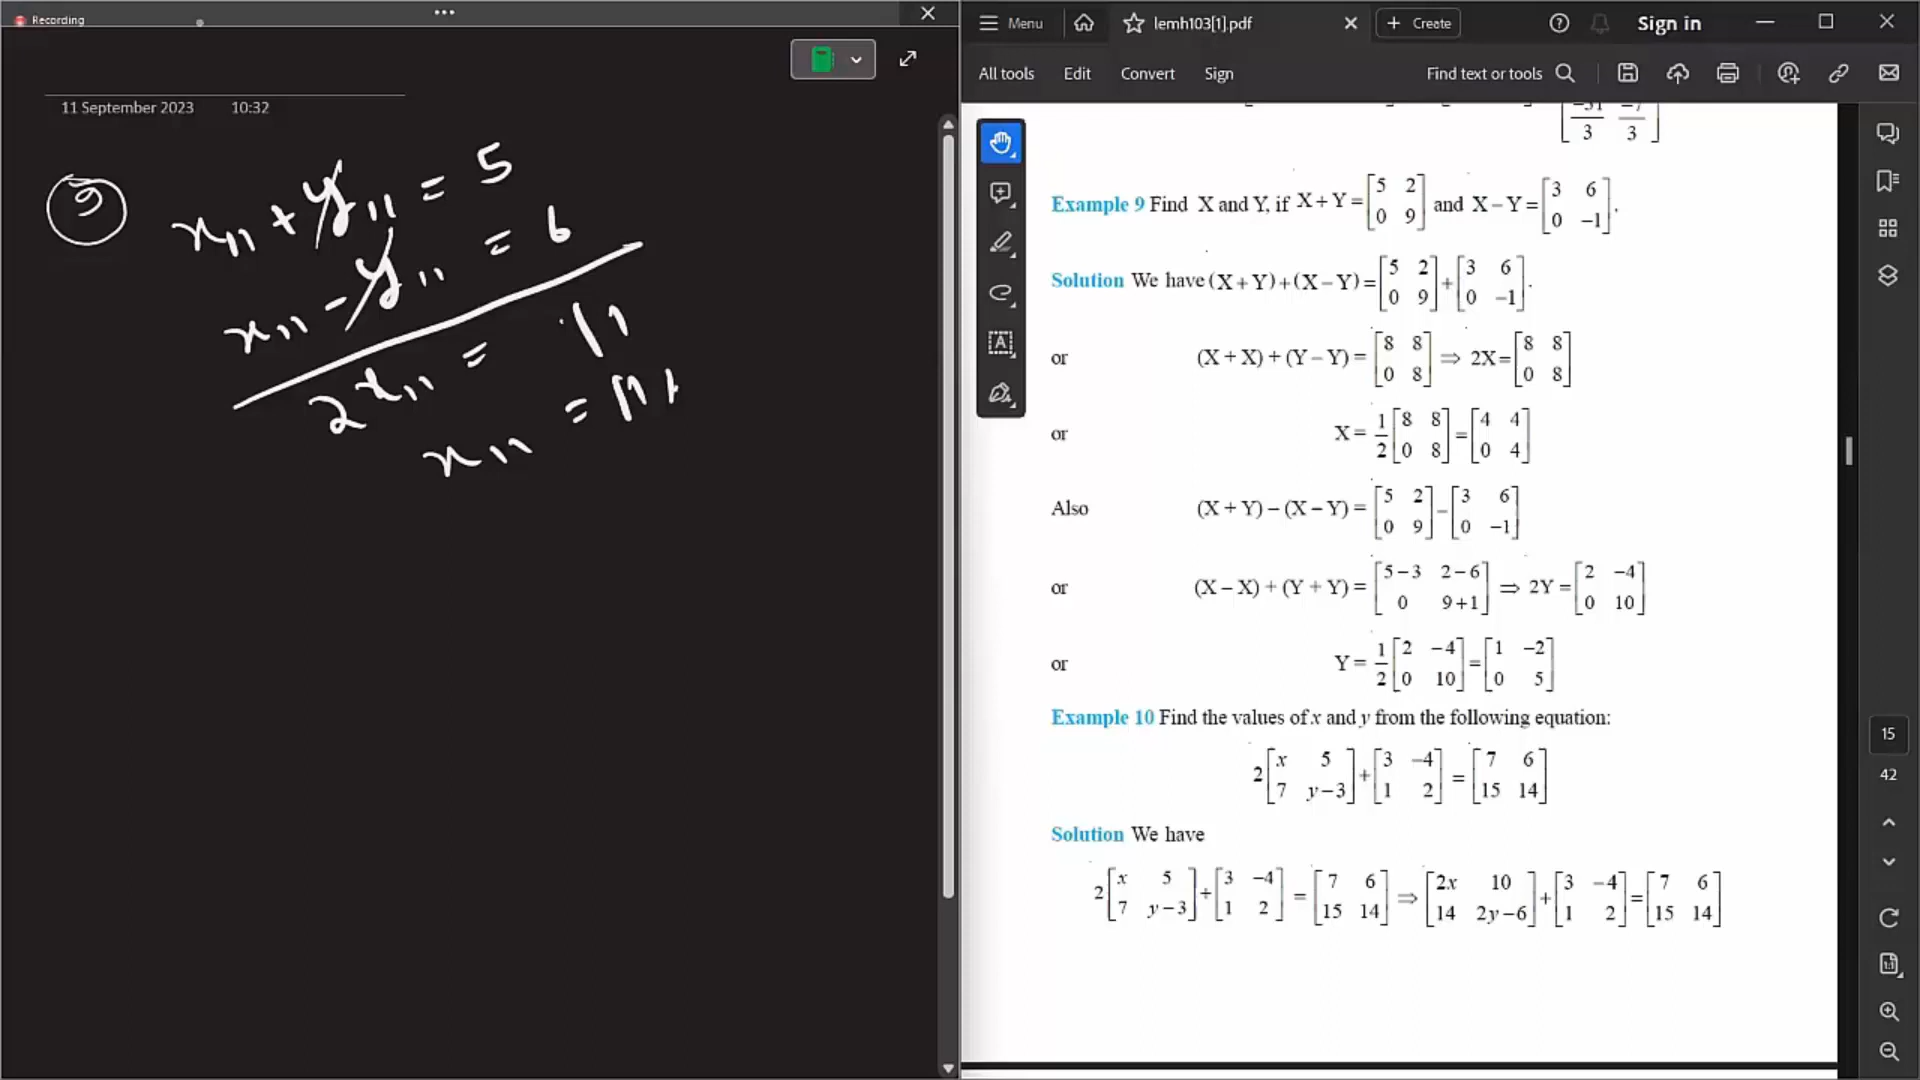 Recording
11 September 2023 10:32
9
x11 + y11 = 5
x11 - y11 = 6
2x11 = 11
x11 = 11
Menu
lemh103[1].pdf
Create
Sign in
All tools
Edit
Convert
Sign
Find text or tools
-31/3 -7/3
Example 9 Find X and Y, if X + Y = [5 2; 0 9] and X − Y = [3 6; 0 −1].
Solution We have (X + Y) + (X − Y) = [5 2; 0 9] + [3 6; 0 −1].
or (X + X) + (Y − Y) = [8 8; 0 8] ⇒ 2X = [8 8; 0 8]
or X = 1/2 [8 8; 0 8] = [4 4; 0 4]
Also (X + Y) − (X − Y) = [5 2; 0 9] − [3 6; 0 −1]
or (X − X) + (Y + Y) = [5−3 2−6; 0 9+1] ⇒ 2Y = [2 −4; 0 10]
or Y = 1/2 [2 −4; 0 10] = [1 −2; 0 5]
Example 10 Find the values of x and y from the following equation:
2 [x 5; 7 y−3] + [3 −4; 1 2] = [7 6; 15 14]
Solution We have
2 [x 5; 7 y−3] + [3 −4; 1 2] = [7 6; 15 14] ⇒ [2x 10; 14 2y−6] + [3 −4; 1 2] = [7 6; 15 14]
15
42